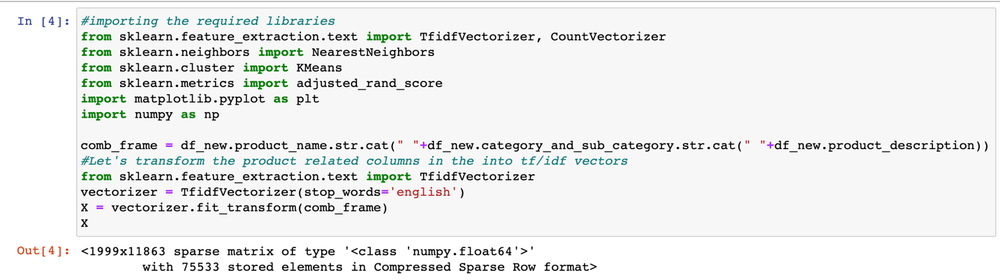 In [4]: #importing the required libraries
from sklearn.feature_extraction.text import TfidfVectorizer, CountVectorizer
from sklearn.neighbors import NearestNeighbors
from sklearn.cluster import KMeans
from sklearn.metrics import adjusted_rand_score
import matplotlib.pyplot as plt
import numpy as np
comb_frame = df_new.product_name.str.cat(" "+df_new.category_and_sub_category.str.cat(" "+df_new.product_description))
#Let's transform the product related columns in the into tf/idf vectors
from sklearn.feature_extraction.text import TfidfVectorizer
vectorizer = TfidfVectorizer(stop_words='english')
X = vectorizer.fit_transform(comb_frame)
X
Out[4]: <1999x11863 sparse matrix of type '<class 'numpy.float64'>'
with 75533 stored elements in Compressed Sparse Row format>